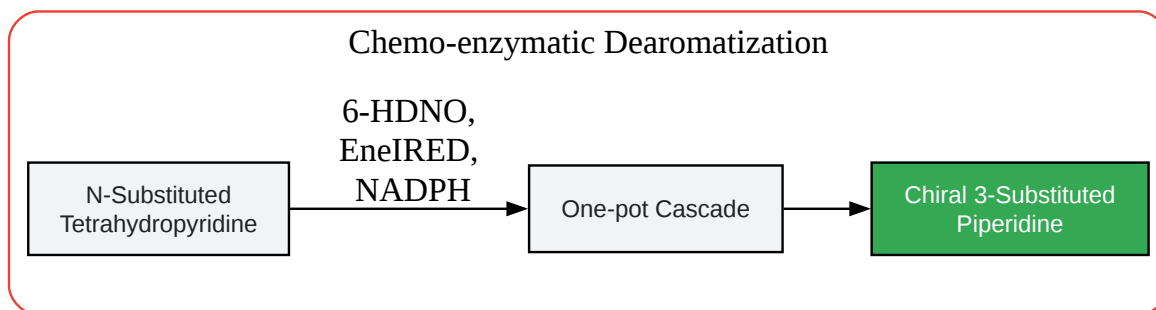 Chemo-enzymatic Dearomatization
6-HDNO,
EneIRED,
NADPH
N-Substituted
Tetrahydropyridine
One-pot Cascade
Chiral 3-Substituted
Piperidine